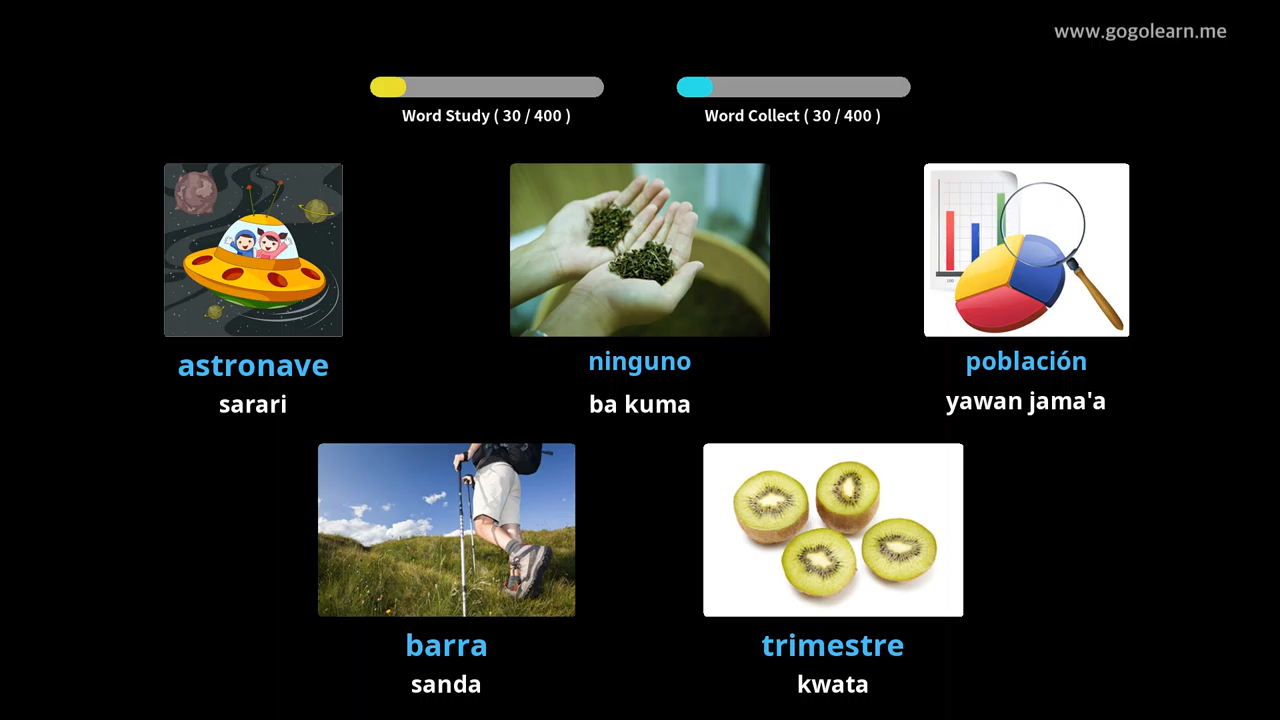 www.gogolearn.me
Word Study ( 30 / 400 )
Word Collect ( 30 / 400 )
astronave
sarari
ninguno
ba kuma
población
yawan jama'a
barra
sanda
trimestre
kwata